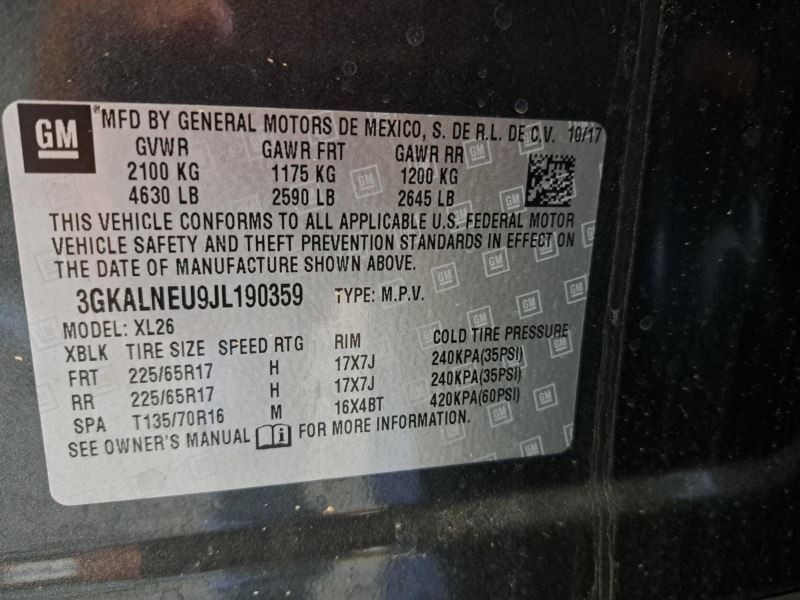 GM
® MFD BY GENERAL MOTORS DE MEXICO, S. DE R.L. DE C.V. 10/17
GVWR GAWR FRT GAWR RR
2100 KG 1175 KG 1200 KG
4630 LB 2590 LB 2645 LB
THIS VEHICLE CONFORMS TO ALL APPLICABLE U.S. FEDERAL MOTOR
VEHICLE SAFETY AND THEFT PREVENTION STANDARDS IN EFFECT ON
THE DATE OF MANUFACTURE SHOWN ABOVE.
3GKALNEU9JL190359 TYPE: M.P.V.
MODEL: XL26
XBLK TIRE SIZE SPEED RTG RIM COLD TIRE PRESSURE
FRT 225/65R17 H 17X7J 240KPA(35PSI)
RR 225/65R17 H 17X7J 240KPA(35PSI)
SPA T135/70R16 M 16X4BT 420KPA(60PSI)
SEE OWNER'S MANUAL i FOR MORE INFORMATION.